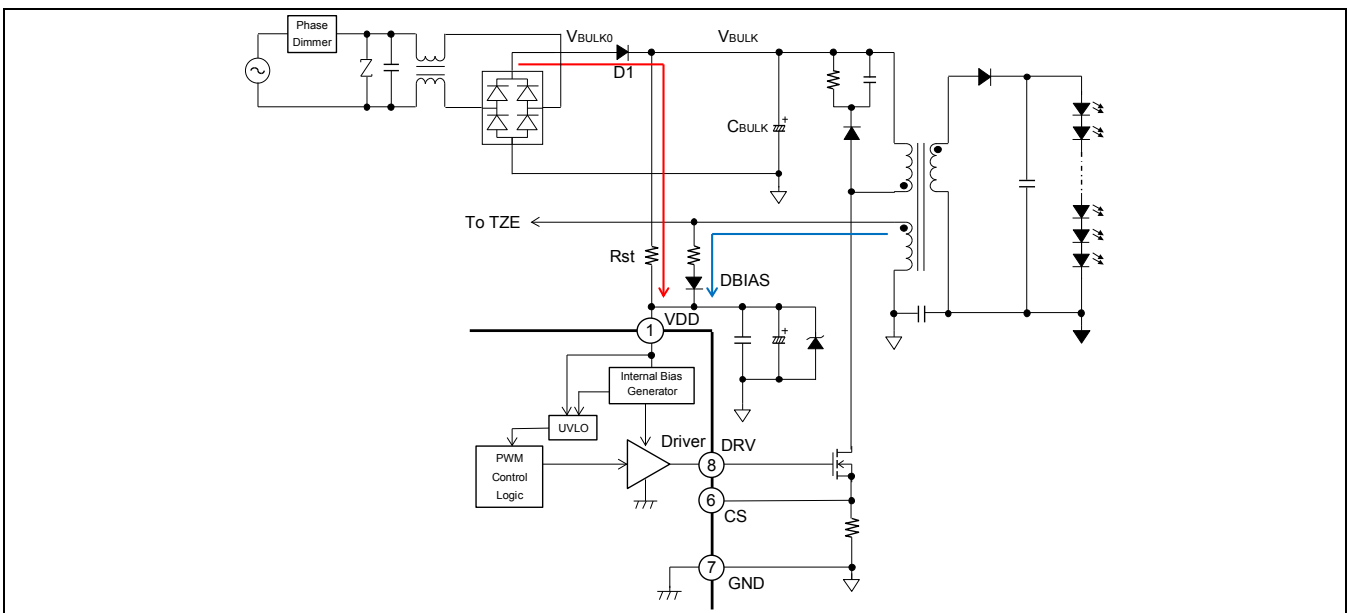 Phase
Dimmer
VBULK0
VBULK
D1
CBULK
+
To TZE
Rst
DBIAS
1
VDD
+
Internal Bias
Generator
UVLO
Driver
DRV
PWM
Control
Logic
8
6
CS
7
GND